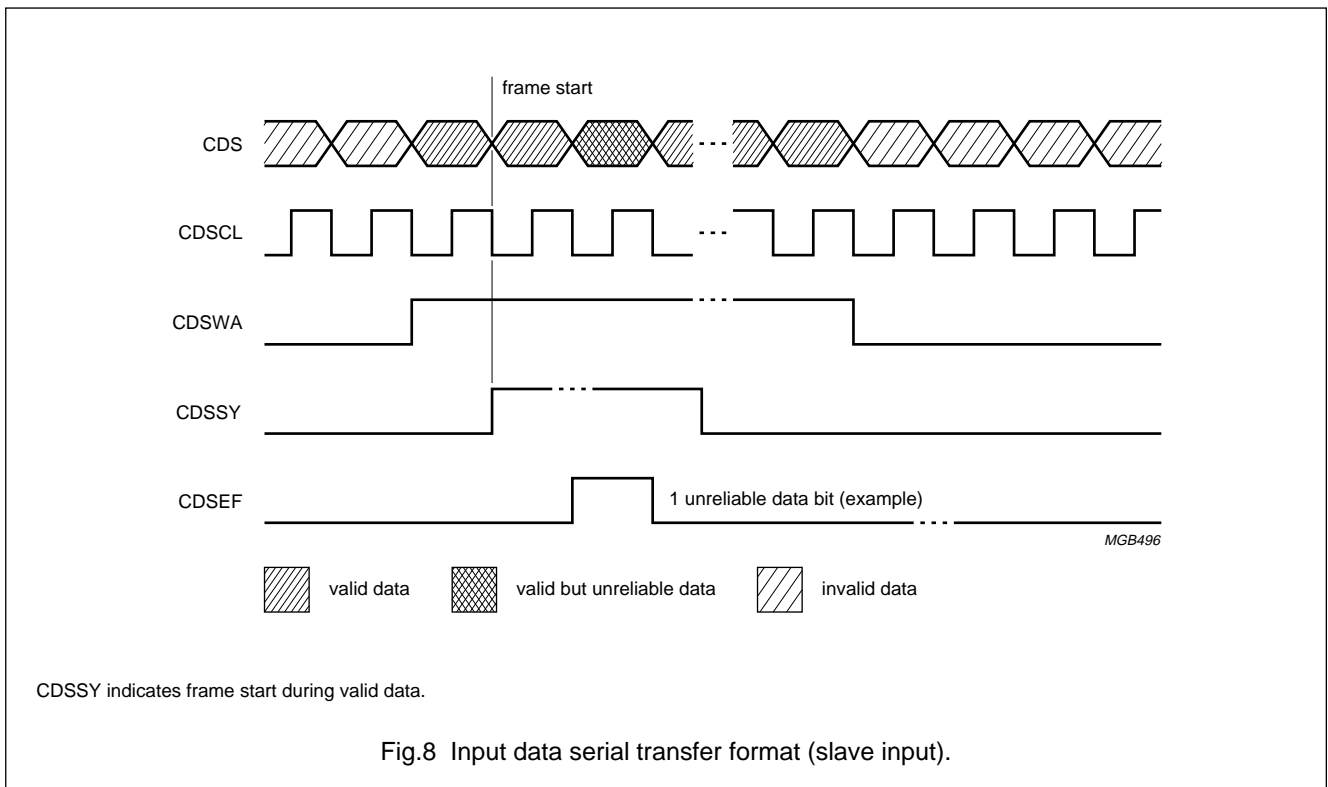 frame start
CDS
CDSCL
CDSWA
CDSSY
CDSEF
1 unreliable data bit (example)
MGB496
valid data
valid but unreliable data
invalid data
CDSSY indicates frame start during valid data.
Fig.8 Input data serial transfer format (slave input).